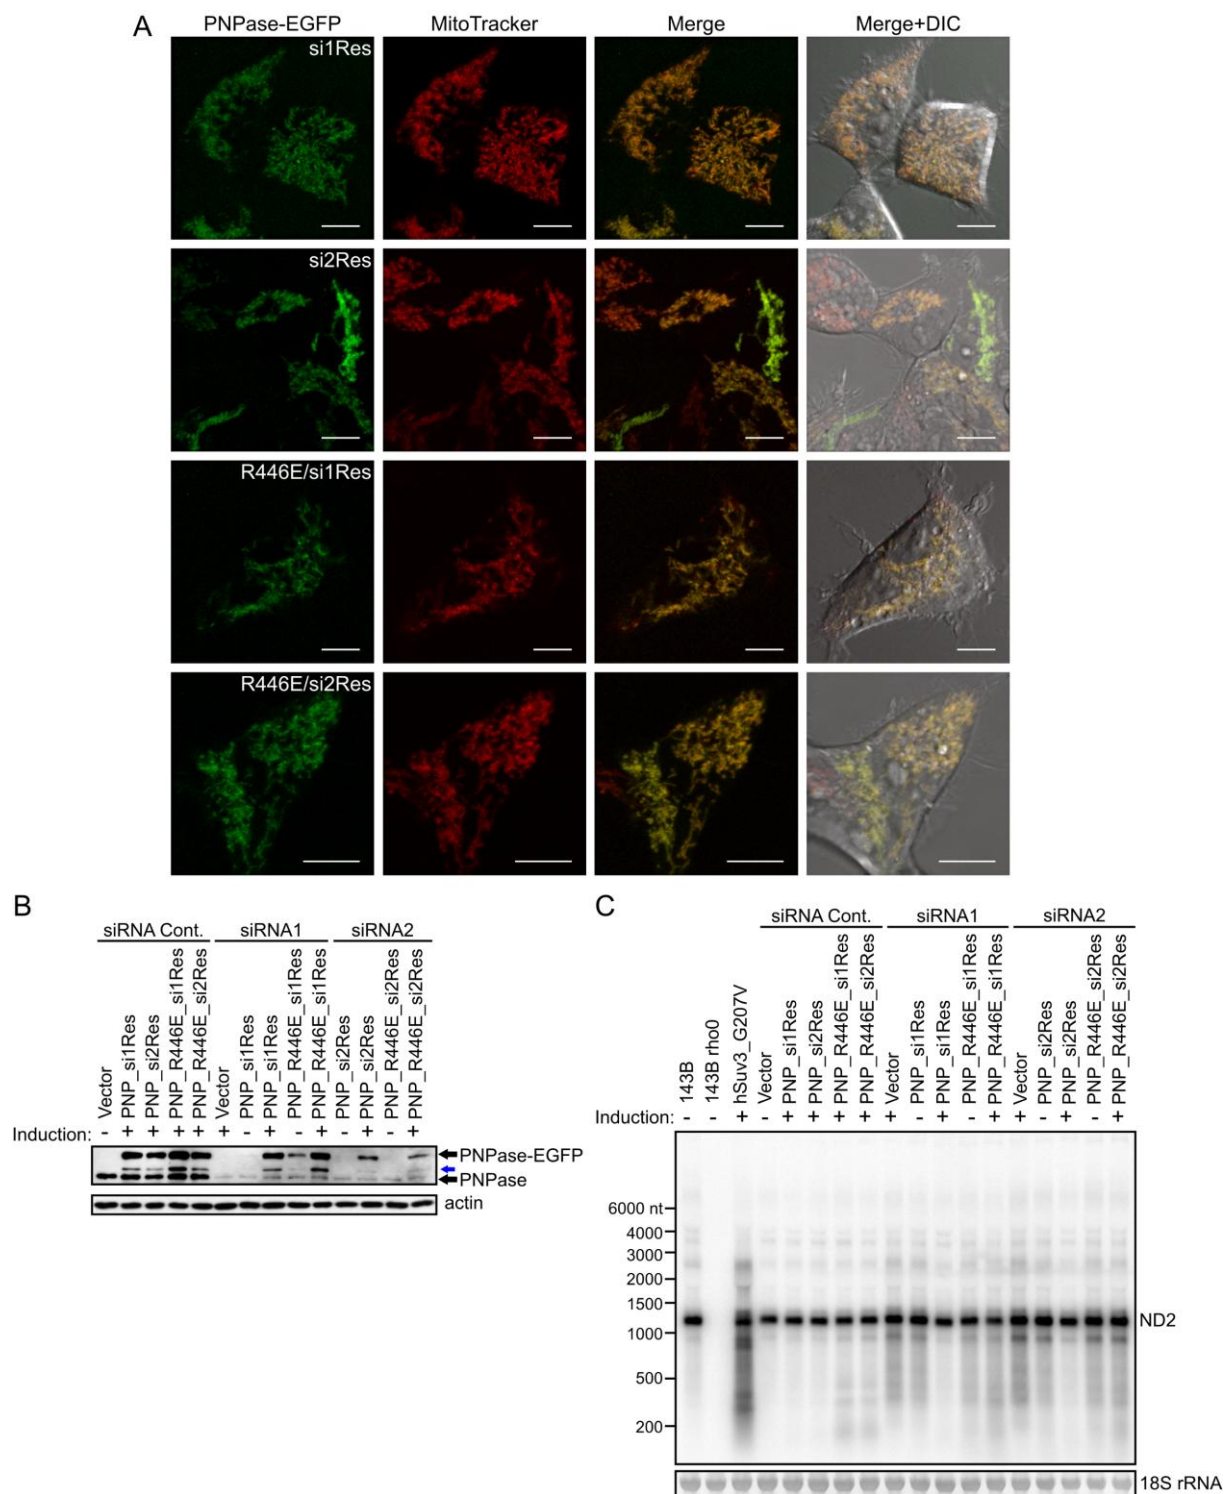 A
PNPase-EGFP MitoTracker Merge Merge+DIC
si1Res
si2Res
R446E/si1Res
R446E/si2Res
B
siRNA Cont. siRNA1 siRNA2
Vector PNP_si1Res PNP_si2Res PNP_R446E_si1Res PNP_R446E_si2Res Vector PNP_si1Res PNP_si1Res PNP_R446E_si1Res PNP_R446E_si1Res PNP_si2Res PNP_si2Res PNP_R446E_si2Res PNP_R446E_si2Res
Induction: - + + + + + - + - + - + - +
PNPase-EGFP
PNPase
actin
C
siRNA Cont. siRNA1 siRNA2
143B 143B rho0 hSuv3_G207V Vector PNP_si1Res PNP_si2Res PNP_R446E_si1Res PNP_R446E_si2Res Vector PNP_si1Res PNP_si1Res PNP_R446E_si1Res PNP_R446E_si1Res Vector PNP_si2Res PNP_si2Res PNP_R446E_si2Res PNP_R446E_si2Res
Induction: - - + - + + + + + - + - + + - + - +
6000 nt
4000
3000
2000
1500
1000
500
200
ND2
18S rRNA